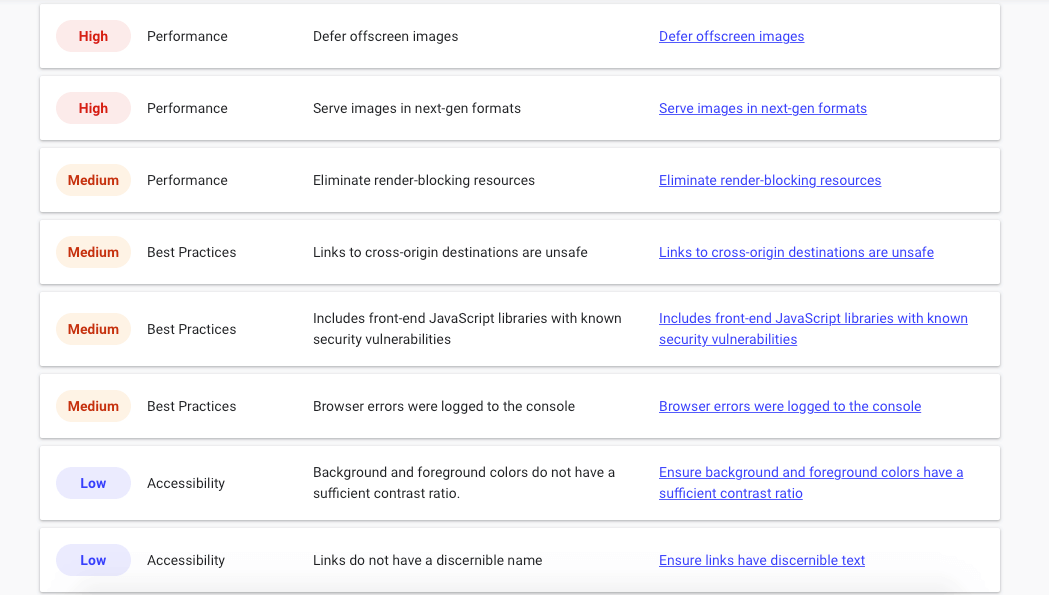 High Performance Defer offscreen images Defer offscreen images
High Performance Serve images in next-gen formats Serve images in next-gen formats
Medium Performance Eliminate render-blocking resources Eliminate render-blocking resources
Medium Best Practices Links to cross-origin destinations are unsafe Links to cross-origin destinations are unsafe
Medium Best Practices Includes front-end JavaScript libraries with known
security vulnerabilities
Includes front-end JavaScript libraries with known
security vulnerabilities
Medium Best Practices Browser errors were logged to the console Browser errors were logged to the console
Low Accessibility Background and foreground colors do not have a
sufficient contrast ratio.
Ensure background and foreground colors have a
sufficient contrast ratio
Low Accessibility Links do not have a discernible name Ensure links have discernible text